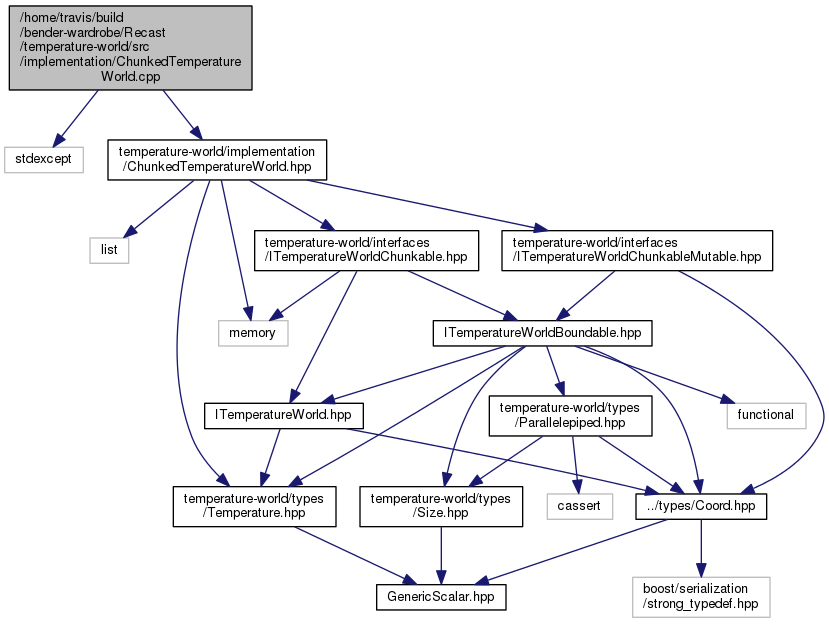 /home/travis/build
/bender-wardrobe/Recast
/temperature-world/src
/implementation/ChunkedTemperature
World.cpp
stdexcept
temperature-world/implementation
/ChunkedTemperatureWorld.hpp
list
temperature-world/interfaces
/ITemperatureWorldChunkable.hpp
temperature-world/interfaces
/ITemperatureWorldChunkableMutable.hpp
memory
ITemperatureWorldBoundable.hpp
ITemperatureWorld.hpp
temperature-world/types
/Parallelepiped.hpp
functional
temperature-world/types
/Temperature.hpp
temperature-world/types
/Size.hpp
cassert
../types/Coord.hpp
GenericScalar.hpp
boost/serialization
/strong_typedef.hpp